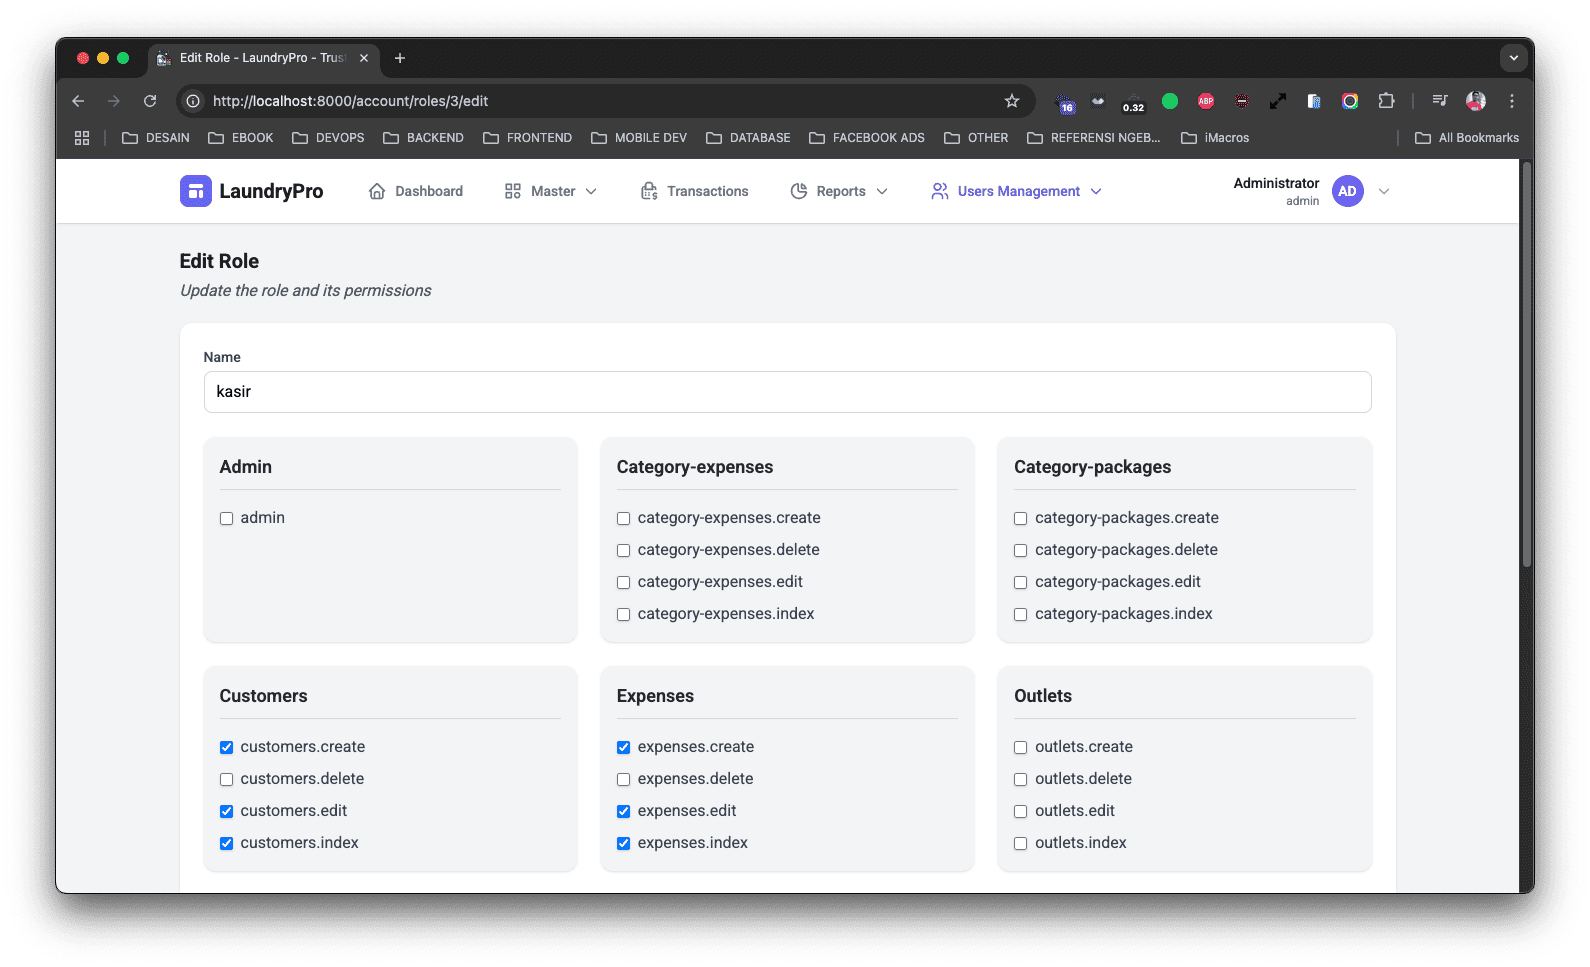 Edit Role - LaundryPro - Trus
http://localhost:8000/account/roles/3/edit
16
0.32
ABP
DESAIN EBOOK DEVOPS BACKEND FRONTEND MOBILE DEV DATABASE FACEBOOK ADS OTHER REFERENSI NGEB... iMacros All Bookmarks
LaundryPro Dashboard Master Transactions Reports Users Management
Administrator
admin
AD
Edit Role
Update the role and its permissions
Name
kasir
Admin
admin
Category-expenses
category-expenses.create
category-expenses.delete
category-expenses.edit
category-expenses.index
Category-packages
category-packages.create
category-packages.delete
category-packages.edit
category-packages.index
Customers
customers.create
customers.delete
customers.edit
customers.index
Expenses
expenses.create
expenses.delete
expenses.edit
expenses.index
Outlets
outlets.create
outlets.delete
outlets.edit
outlets.index